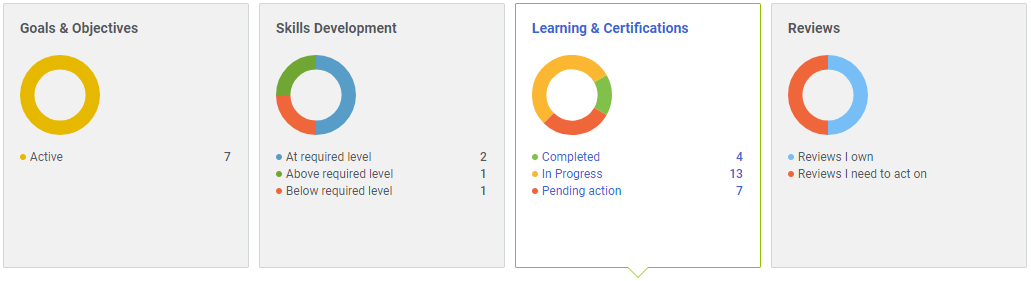 Goals & Objectives
Active 7
Skills Development
At required level 2
Above required level 1
Below required level 1
Learning & Certifications
Completed 4
In Progress 13
Pending action 7
Reviews
Reviews I own
Reviews I need to act on